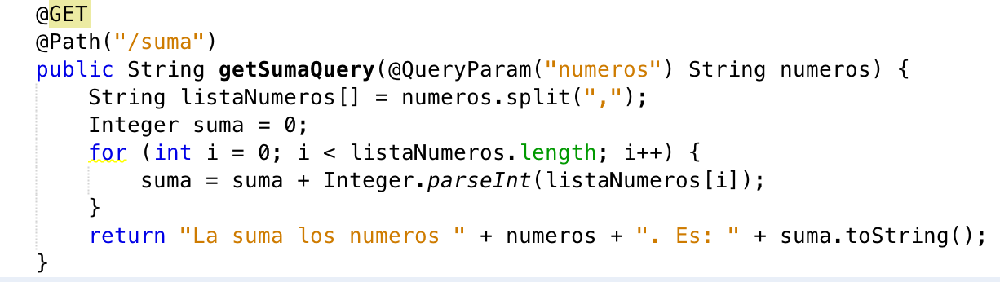 @GET
@Path("/suma")
public String getSumaQuery(@QueryParam("numeros") String numeros) {
    String listaNumeros[] = numeros.split(",");
    Integer suma = 0;
    for (int i = 0; i < listaNumeros.length; i++) {
        suma = suma + Integer.parseInt(listaNumeros[i]);
    }
    return "La suma los numeros " + numeros + ". Es: " + suma.toString();
}